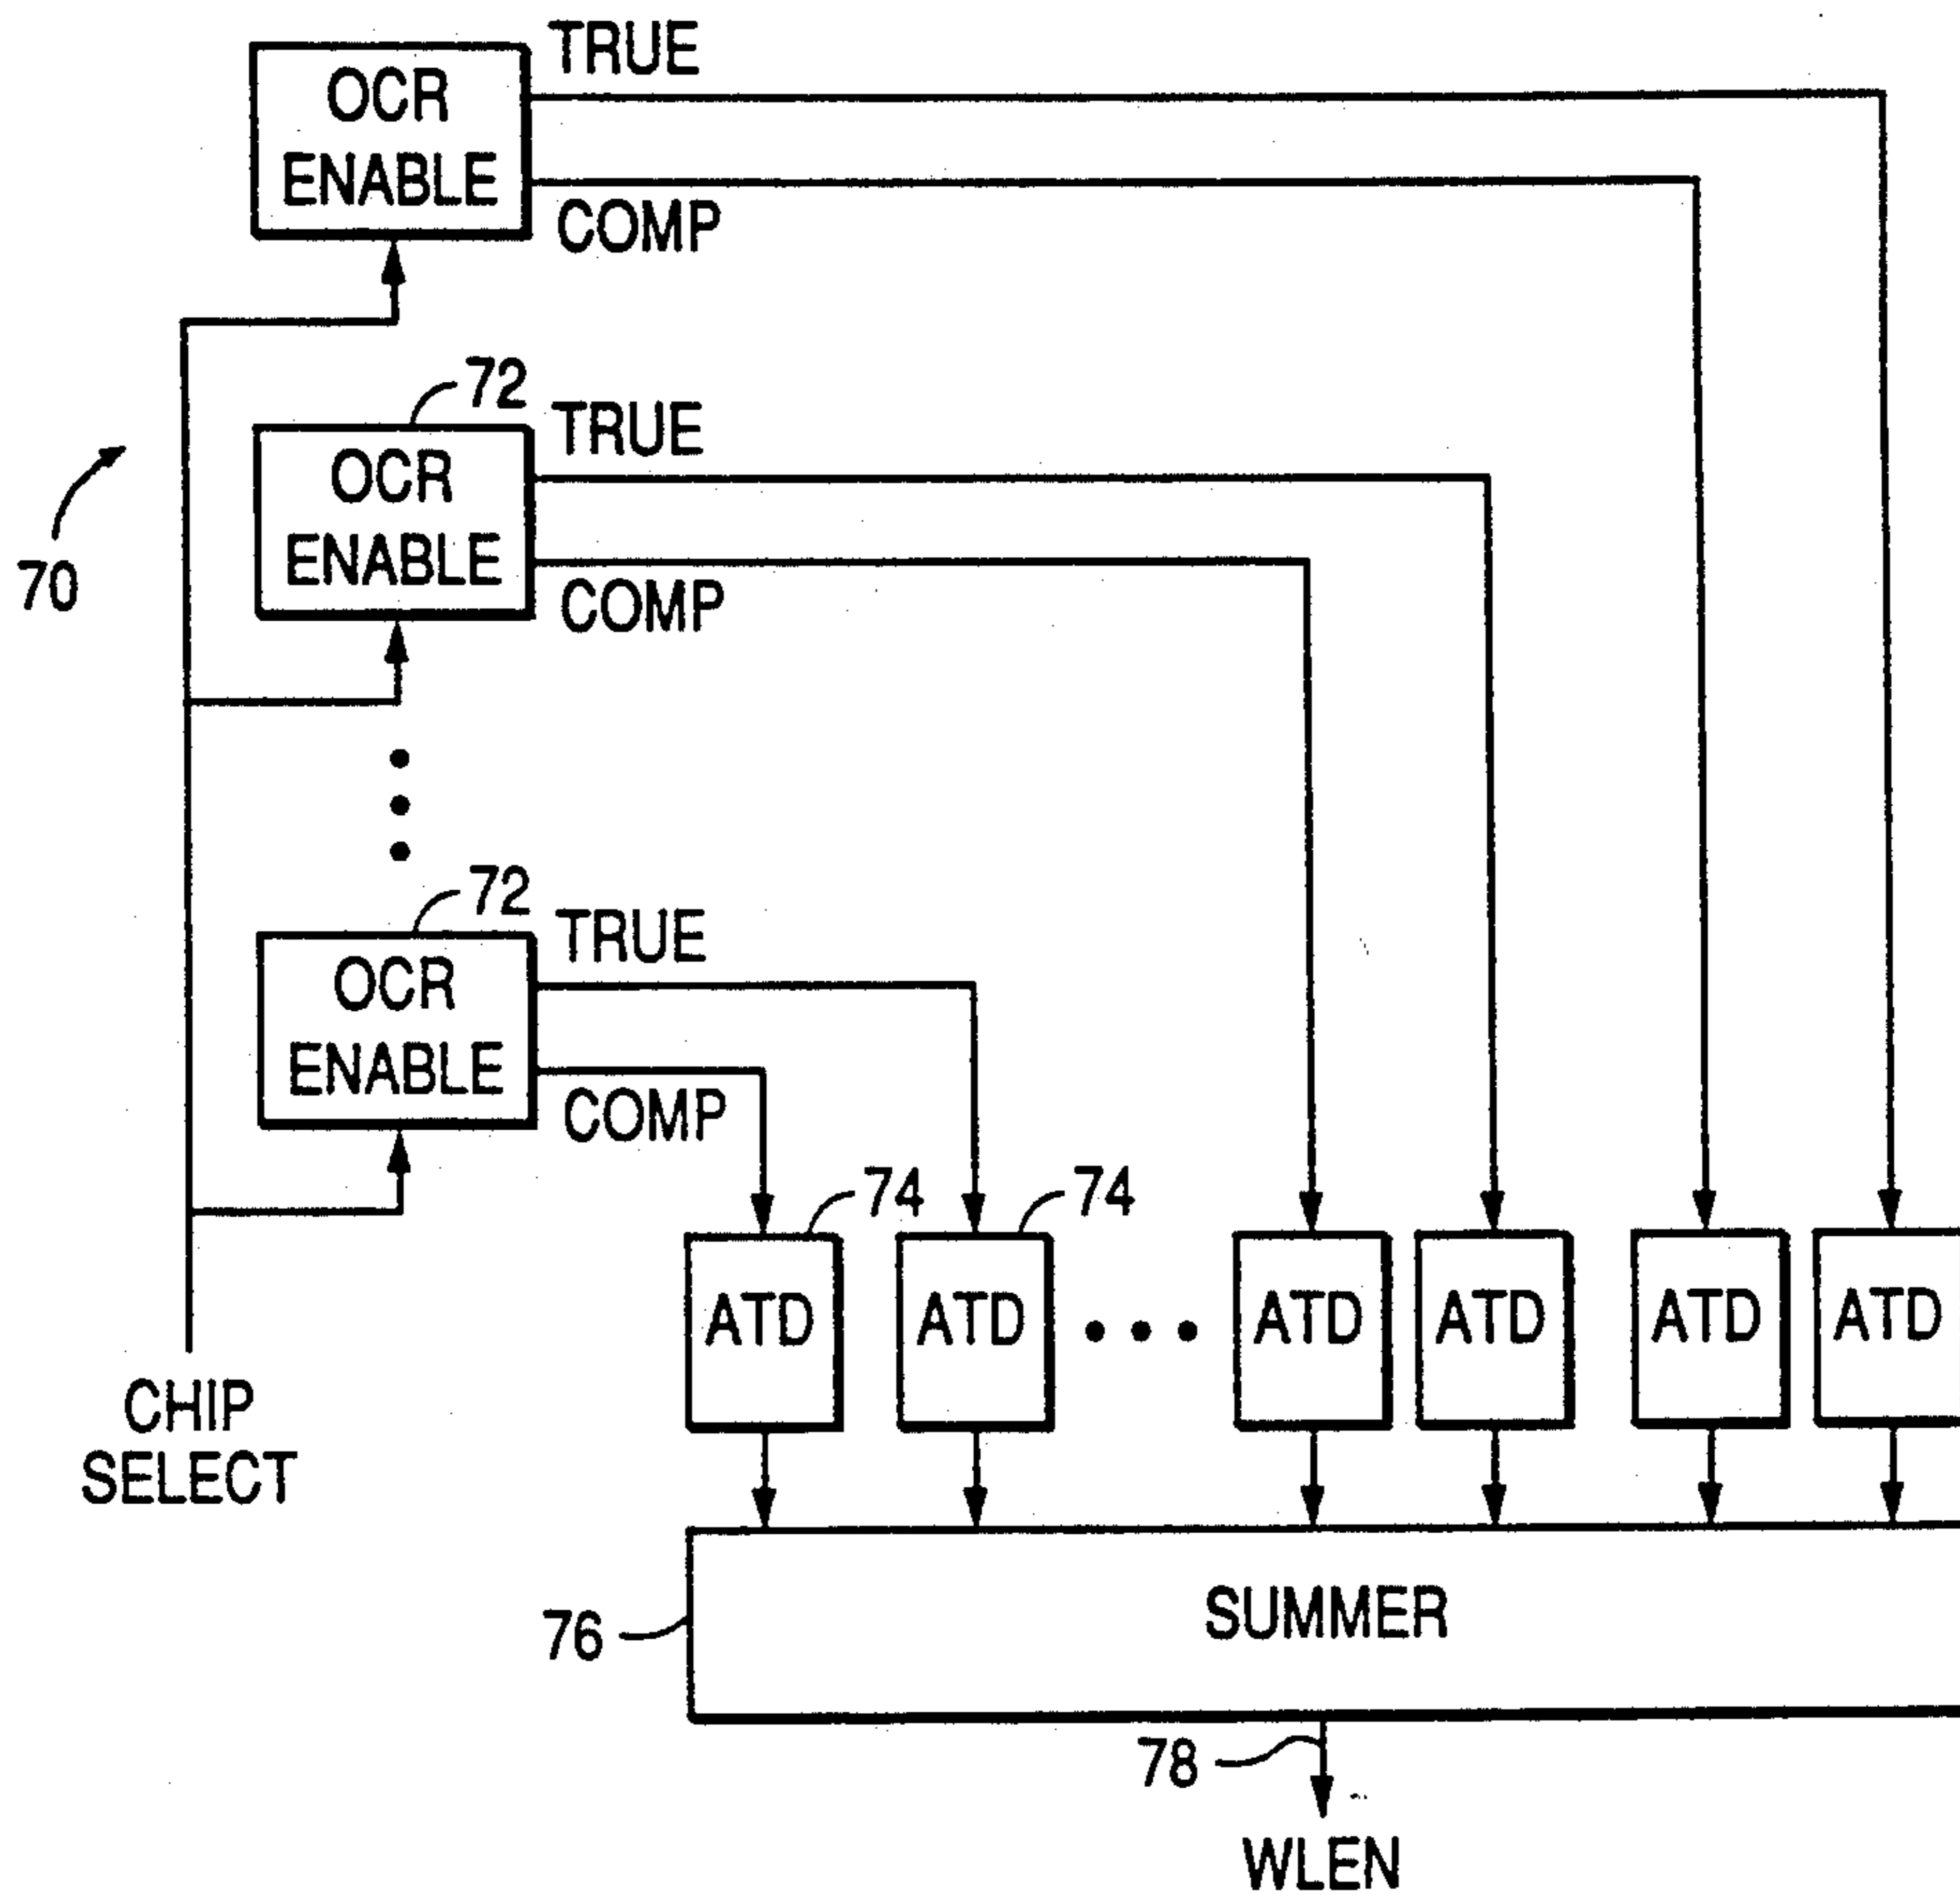 TRUE
OCR
ENABLE
COMP
72
TRUE
OCR
ENABLE
COMP
70
72
TRUE
OCR
ENABLE
COMP
74
74
ATD
ATD
ATD
ATD
ATD
ATD
CHIP
SELECT
SUMMER
76
78
WLEN